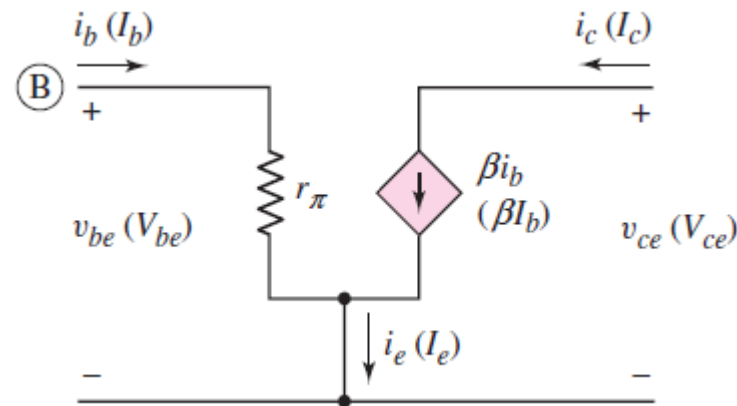 i_b (I_b)
i_c (I_c)
B
+
+
r_π
βi_b
(βI_b)
v_be (V_be)
v_ce (V_ce)
i_e (I_e)
–
–